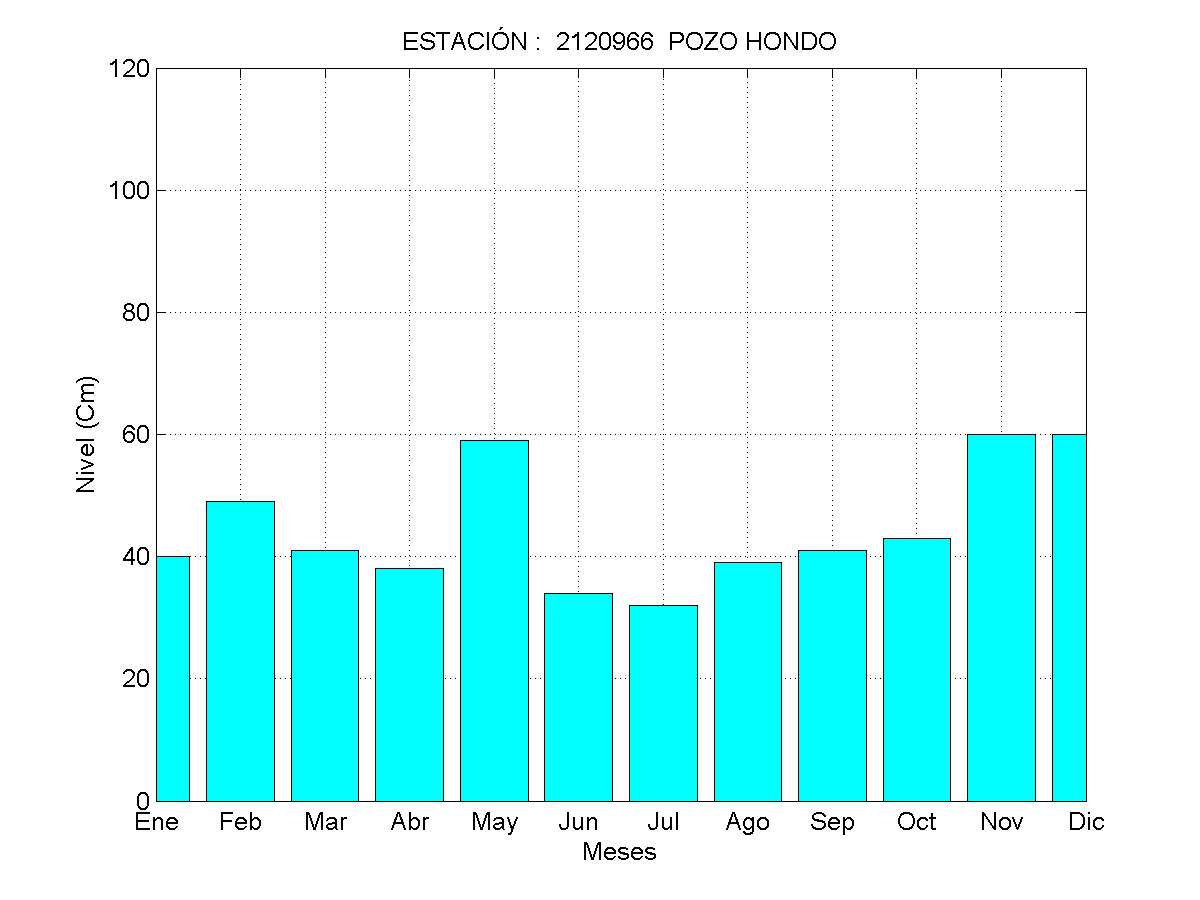 ESTACIÓN :  2120966  POZO HONDO
120
100
80
60
40
20
0
Nivel (Cm)
Ene Feb Mar Abr May Jun Jul Ago Sep Oct Nov Dic
Meses